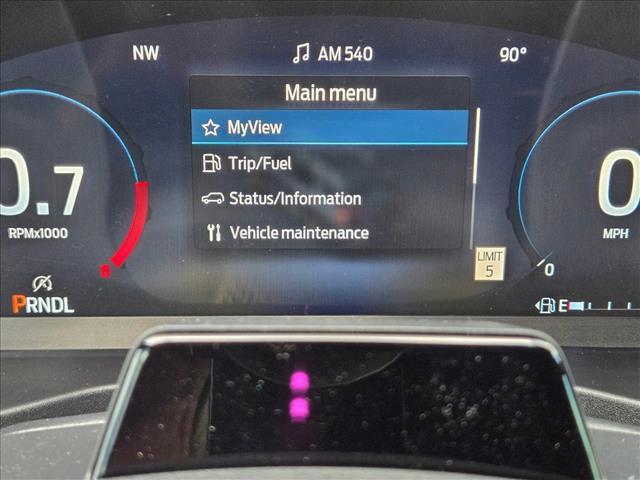 NW
AM 540
90°
Main menu
MyView
Trip/Fuel
Status/Information
Vehicle maintenance
0.7
RPMx1000
8
PRNDL
LIMIT
5
0
MPH
0
E